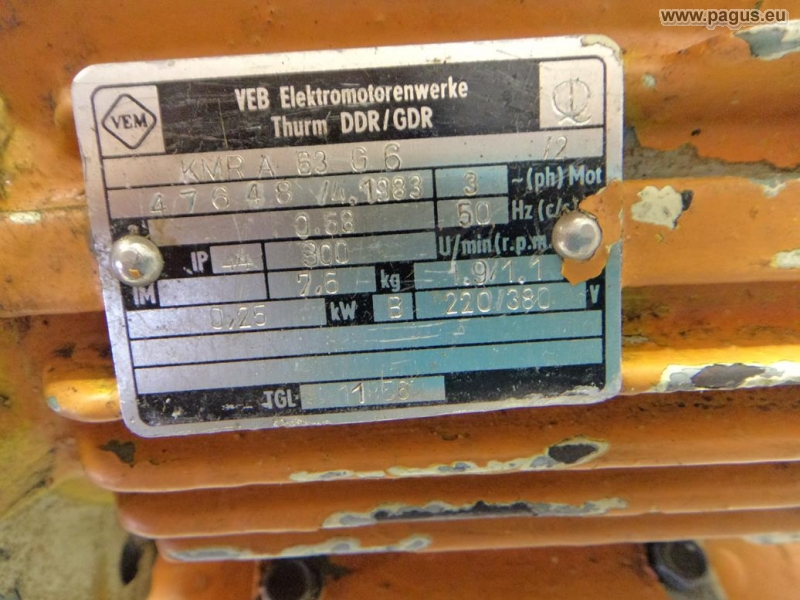 www.pagus.eu
VEM
VEB Elektromotorenwerke
Thurm DDR/GDR
Q
KMR A 63 G 6 /2
47648 /4.1983 3 ~(ph) Mot
0.68 50 Hz (c/s)
IP 800 U/min(r.p.m.
IM 7.6 kg 1.9/1.1
0,25 kW B 220/380 V
TGL